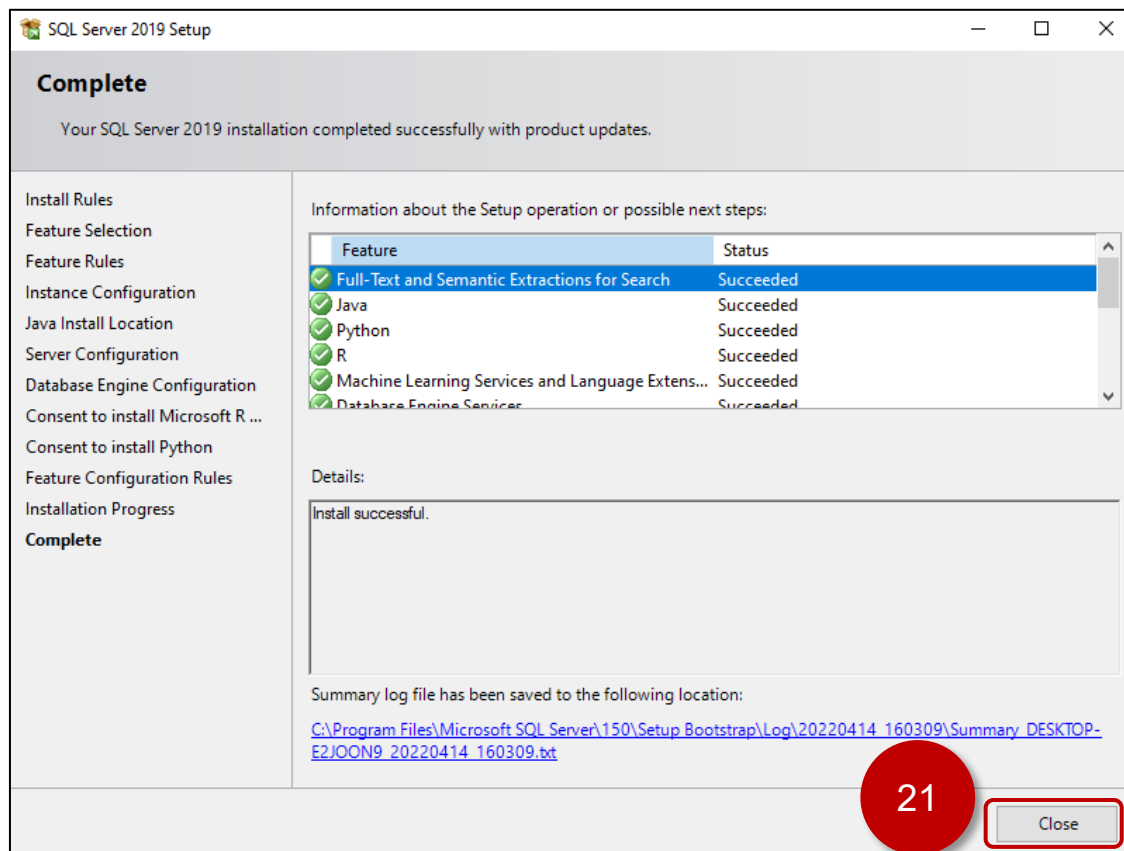 SQL Server 2019 Setup
Complete
Your SQL Server 2019 installation completed successfully with product updates.
Install Rules
Feature Selection
Feature Rules
Instance Configuration
Java Install Location
Server Configuration
Database Engine Configuration
Consent to install Microsoft R ...
Consent to install Python
Feature Configuration Rules
Installation Progress
Complete
Information about the Setup operation or possible next steps:
Feature Status
Full-Text and Semantic Extractions for Search Succeeded
Java Succeeded
Python Succeeded
R Succeeded
Machine Learning Services and Language Extens... Succeeded
Database Engine Services Succeeded
Details:
Install successful.
Summary log file has been saved to the following location:
C:\Program Files\Microsoft SQL Server\150\Setup Bootstrap\Log\20220414_160309\Summary_DESKTOP-
E2JOON9_20220414_160309.txt
21
Close